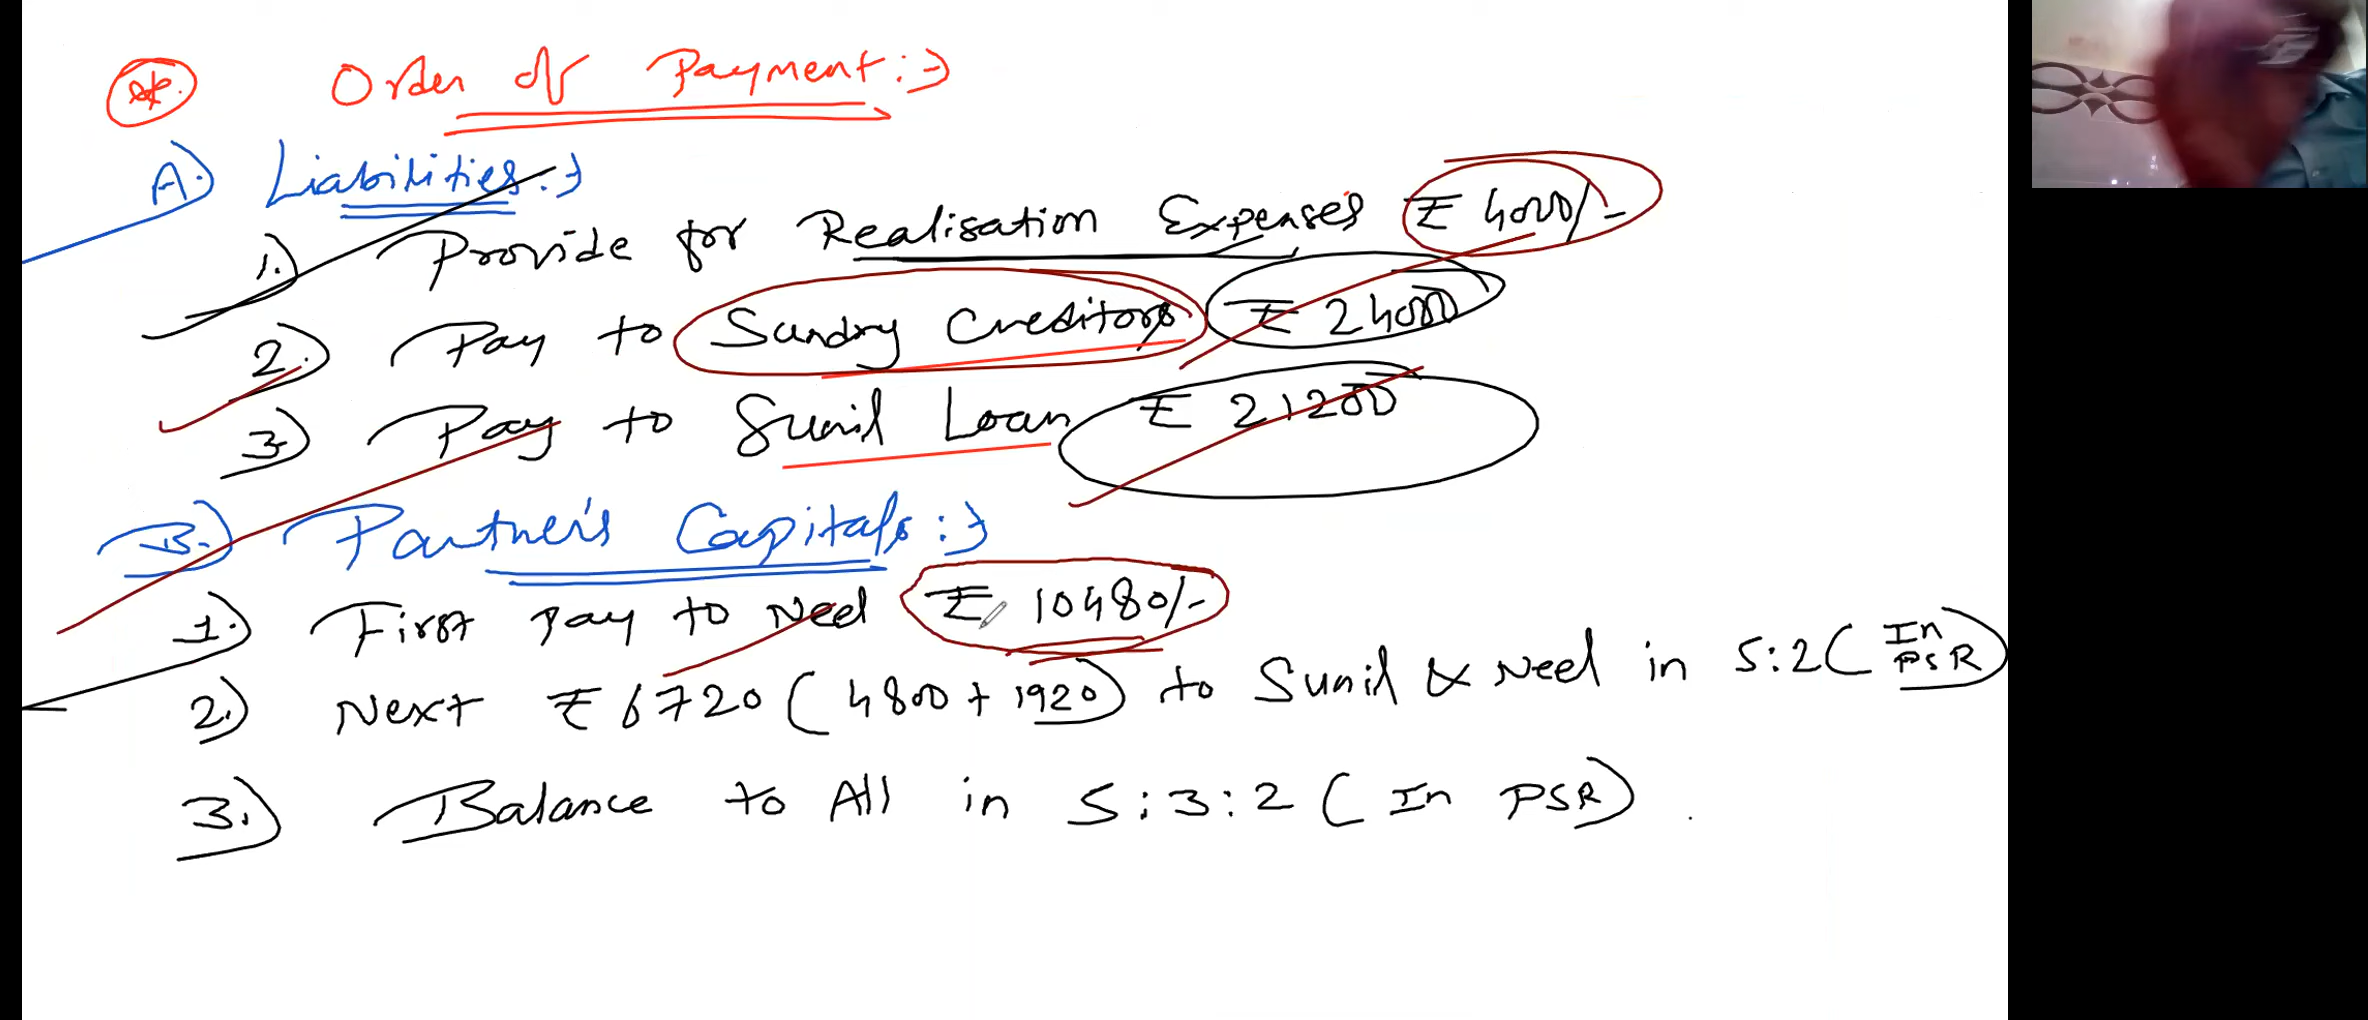 * Order of Payment :-)
A.) Liabilities :-)
1.) Provide for Realisation Expenses ₹ 4000/-
2.) Pay to Sundry Creditors ₹ 24000
3) Pay to Sunil Loan ₹ 21200
B.) Partner's Capitals :-)
1.) First Pay to Neel ₹ 10480/-
2.) Next ₹ 6720 (4800 + 1920) to Sunil & Neel in 5:2 (In PSR)
3.) Balance to All in 5:3:2 (In PSR) .